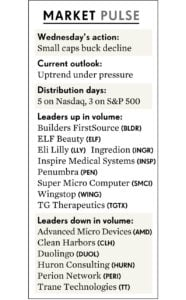 MARKET PULSE
Wednesday's action:
Small caps buck decline
Current outlook:
Uptrend under pressure
Distribution days:
5 on Nasdaq, 3 on S&P 500
Leaders up in volume:
Builders FirstSource (BLDR)
ELF Beauty (ELF)
Eli Lilly (LLY) Ingredion (INGR)
Inspire Medical Systems (INSP)
Penumbra (PEN)
Super Micro Computer (SMCI)
Wingstop (WING)
TG Therapeutics (TGTX)
Leaders down in volume:
Advanced Micro Devices (AMD)
Clean Harbors (CLH)
Duolingo (DUOL)
Huron Consulting (HURN)
Perion Network (PERI)
Trane Technologies (TT)